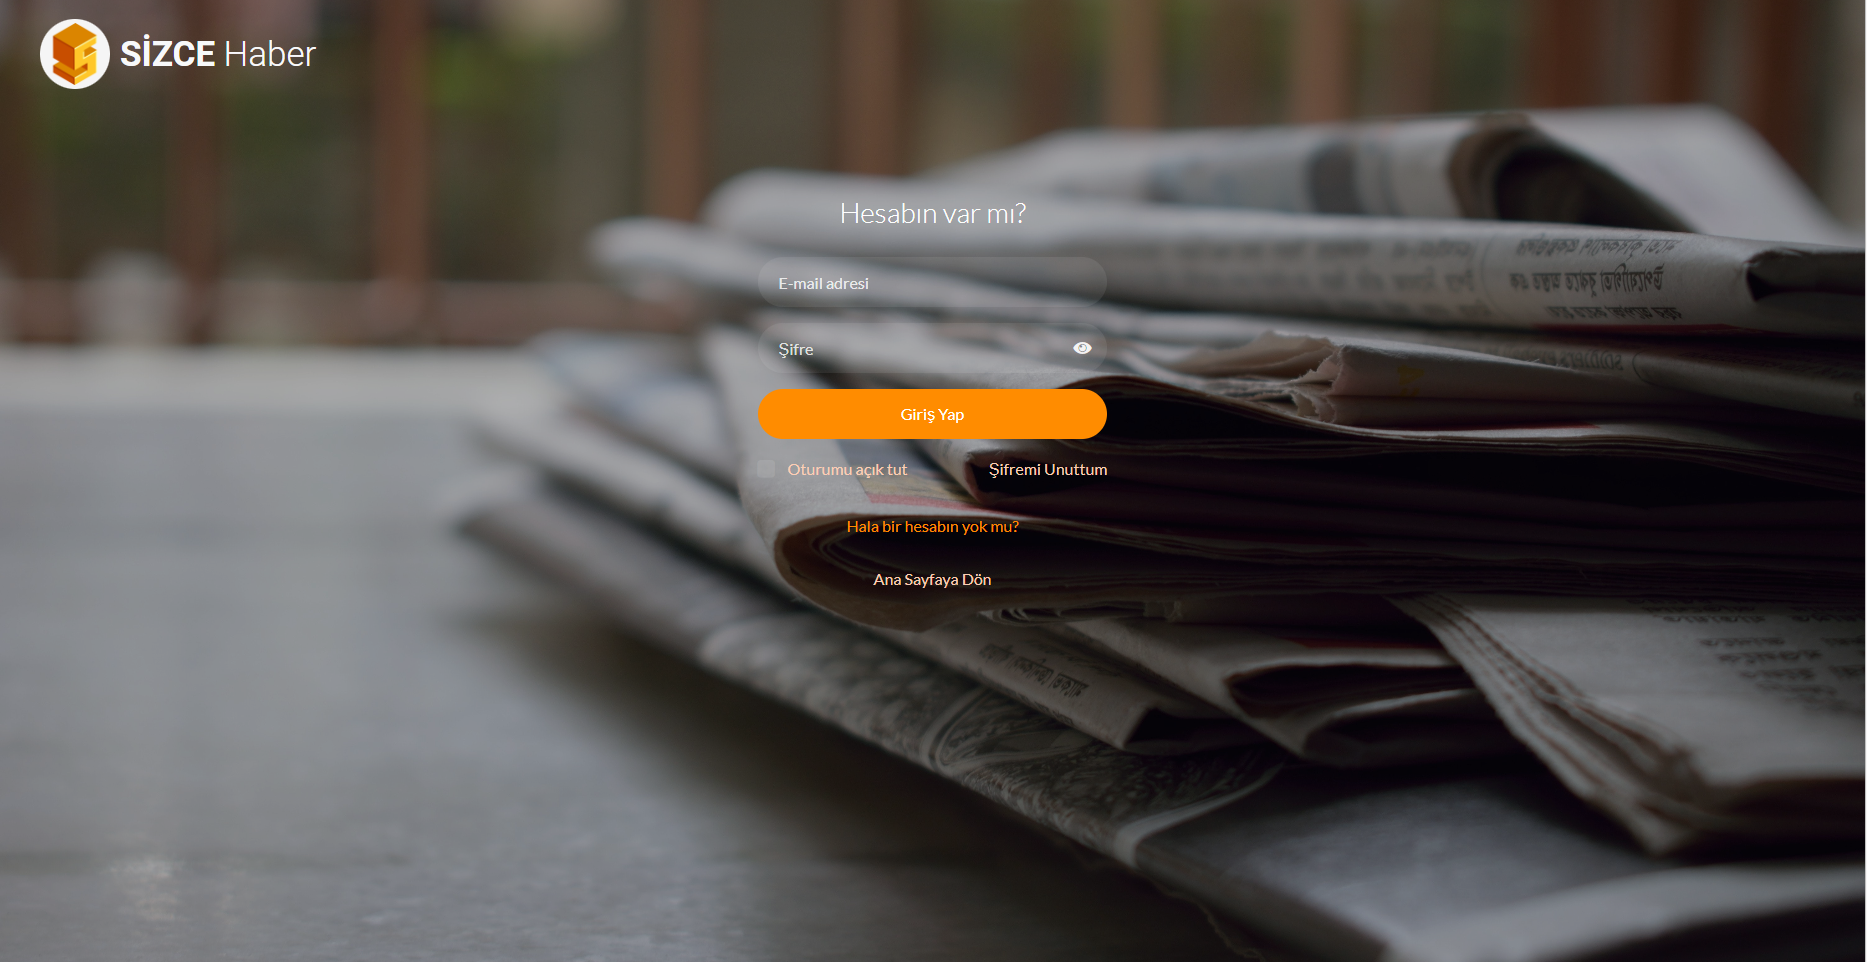 SİZCE Haber
Hesabın var mı?
E-mail adresi
Şifre
Giriş Yap
Oturumu açık tut
Şifremi Unuttum
Hala bir hesabın yok mu?
Ana Sayfaya Dön